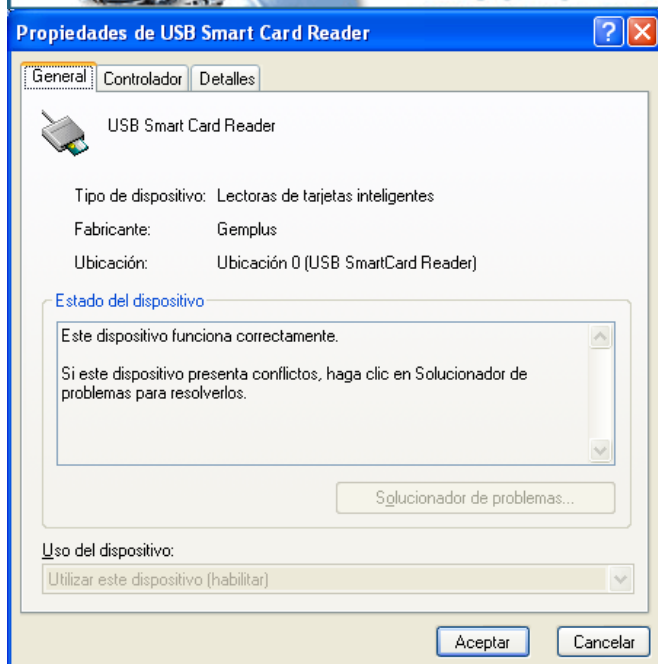 Propiedades de USB Smart Card Reader
General
Controlador
Detalles
USB Smart Card Reader
Tipo de dispositivo: Lectoras de tarjetas inteligentes
Fabricante: Gemplus
Ubicación: Ubicación 0 (USB SmartCard Reader)
Estado del dispositivo
Este dispositivo funciona correctamente.
Si este dispositivo presenta conflictos, haga clic en Solucionador de
problemas para resolverlos.
Solucionador de problemas...
Uso del dispositivo:
Utilizar este dispositivo (habilitar)
Aceptar
Cancelar